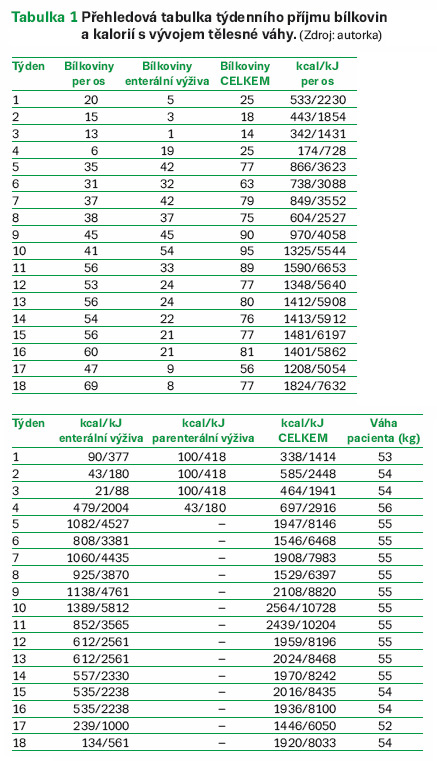 Tabulka 1 Přehledová tabulka týdenního příjmu bílkovin
a kalorií s vývojem tělesné váhy. (Zdroj: autorka)
Týden Bílkoviny Bílkoviny Bílkoviny kcal/kJ
per os enterální výživa CELKEM per os
1 20 5 25 533/2230
2 15 3 18 443/1854
3 13 1 14 342/1431
4 6 19 25 174/728
5 35 42 77 866/3623
6 31 32 63 738/3088
7 37 42 79 849/3552
8 38 37 75 604/2527
9 45 45 90 970/4058
10 41 54 95 1325/5544
11 56 33 89 1590/6653
12 53 24 77 1348/5640
13 56 24 80 1412/5908
14 54 22 76 1413/5912
15 56 21 77 1481/6197
16 60 21 81 1401/5862
17 47 9 56 1208/5054
18 69 8 77 1824/7632
Týden kcal/kJ kcal/kJ kcal/kJ Váha
enterální výživa parenterální výživa CELKEM pacienta (kg)
1 90/377 100/418 338/1414 53
2 43/180 100/418 585/2448 54
3 21/88 100/418 464/1941 54
4 479/2004 43/180 697/2916 56
5 1082/4527 – 1947/8146 55
6 808/3381 – 1546/6468 55
7 1060/4435 – 1908/7983 55
8 925/3870 – 1529/6397 55
9 1138/4761 – 2108/8820 55
10 1389/5812 – 2564/10728 55
11 852/3565 – 2439/10204 55
12 612/2561 – 1959/8196 55
13 612/2561 – 2024/8468 55
14 557/2330 – 1970/8242 55
15 535/2238 – 2016/8435 54
16 535/2238 – 1936/8100 54
17 239/1000 – 1446/6050 52
18 134/561 – 1920/8033 54